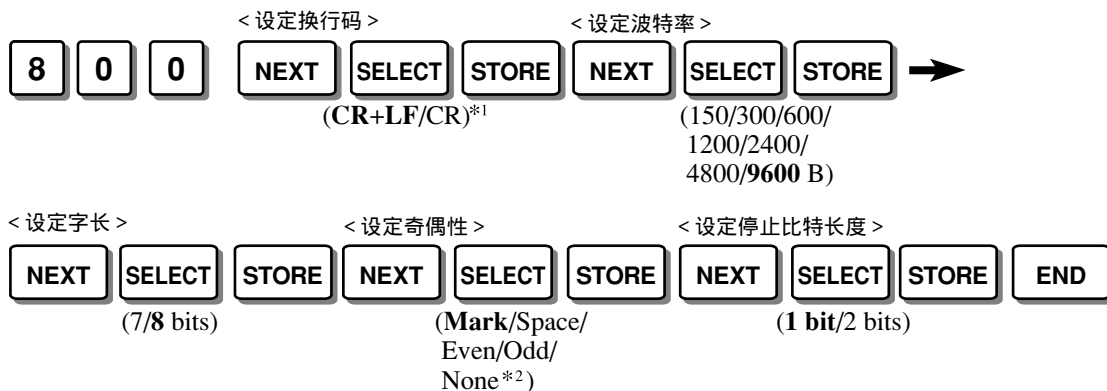 < 设定换行码 > < 设定波特率 >
8 0 0 NEXT SELECT STORE NEXT SELECT STORE
(CR+LF/CR)*1 (150/300/600/
1200/2400/
4800/9600 B)
< 设定字长 > < 设定奇偶性 > < 设定停止比特长度 >
NEXT SELECT STORE NEXT SELECT STORE NEXT SELECT STORE END
(7/8 bits) (Mark/Space/ (1 bit/2 bits)
Even/Odd/
None*2)